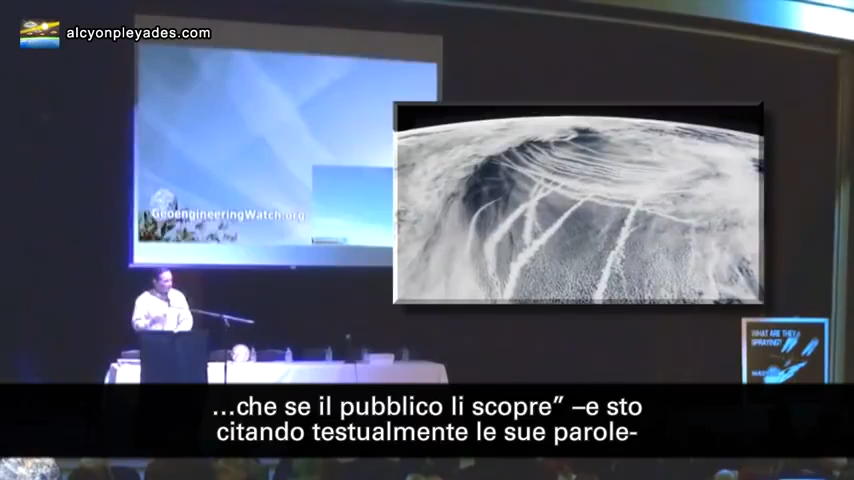 alcyonpleyades.com
GeoengineeringWatch.org
WHAT ARE THEY
SPRAYING?
…che se il pubblico li scopre” –e sto
citando testualmente le sue parole-